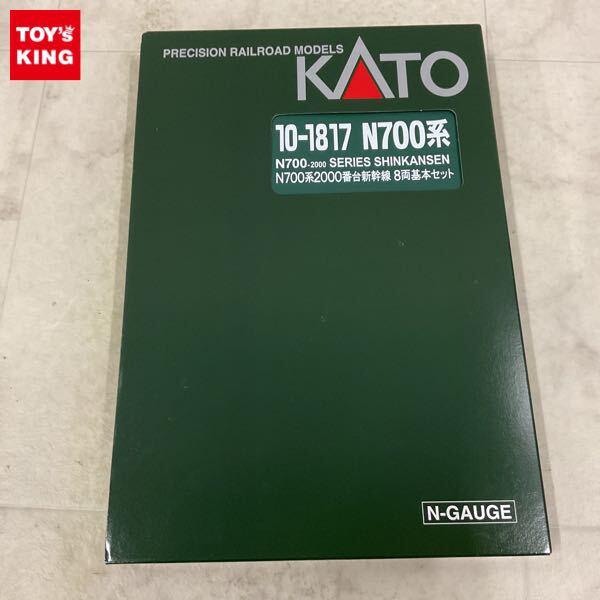 TOY's
KING
PRECISION RAILROAD MODELS
KATO
10-1817 N700系
N700-2000 SERIES SHINKANSEN
N700系2000番台新幹線 8両基本セット
N-GAUGE